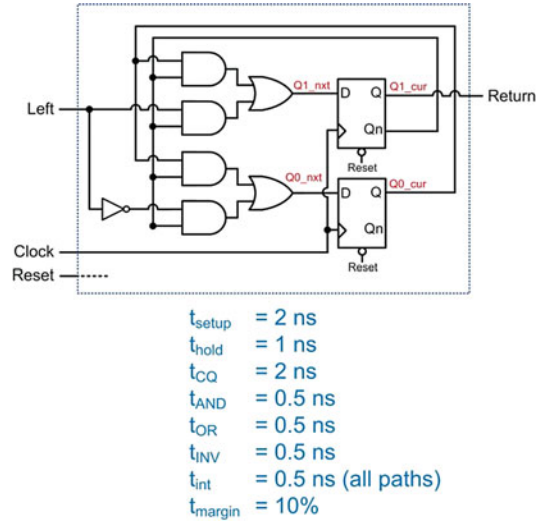 Q1_nxt
D
Q
Q1_cur
Return
Left
Qn
Reset
Q0_nxt
D
Q
Q0_cur
Qn
Clock
Reset
Reset
t_setup = 2 ns
t_hold = 1 ns
t_CQ = 2 ns
t_AND = 0.5 ns
t_OR = 0.5 ns
t_INV = 0.5 ns
t_int = 0.5 ns (all paths)
t_margin = 10%